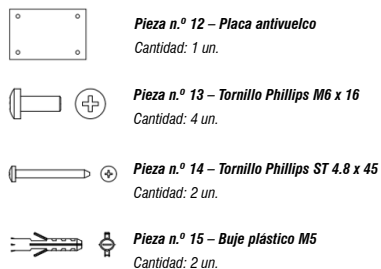 Pieza n.º 12 – Placa antivuelco
Cantidad: 1 un.
Pieza n.º 13 – Tornillo Phillips M6 x 16
Cantidad: 4 un.
Pieza n.º 14 – Tornillo Phillips ST 4.8 x 45
Cantidad: 2 un.
Pieza n.º 15 – Buje plástico M5
Cantidad: 2 un.